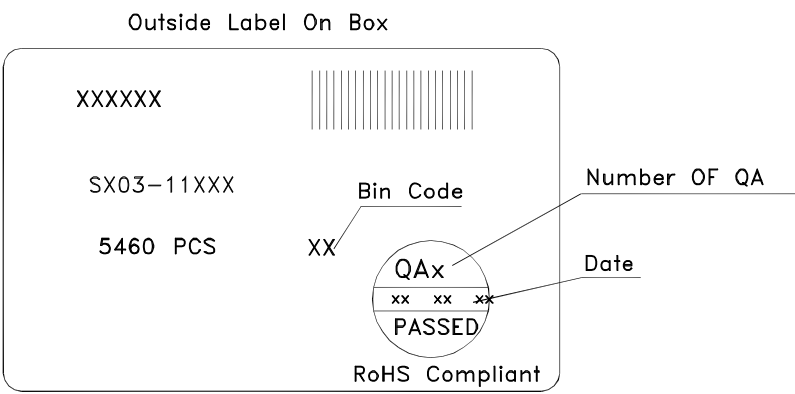 Outside Label On Box
XXXXXX
SX03-11XXX
Bin Code
Number OF QA
5460 PCS
XX
QAx
Date
xx xx xx
PASSED
RoHS Compliant